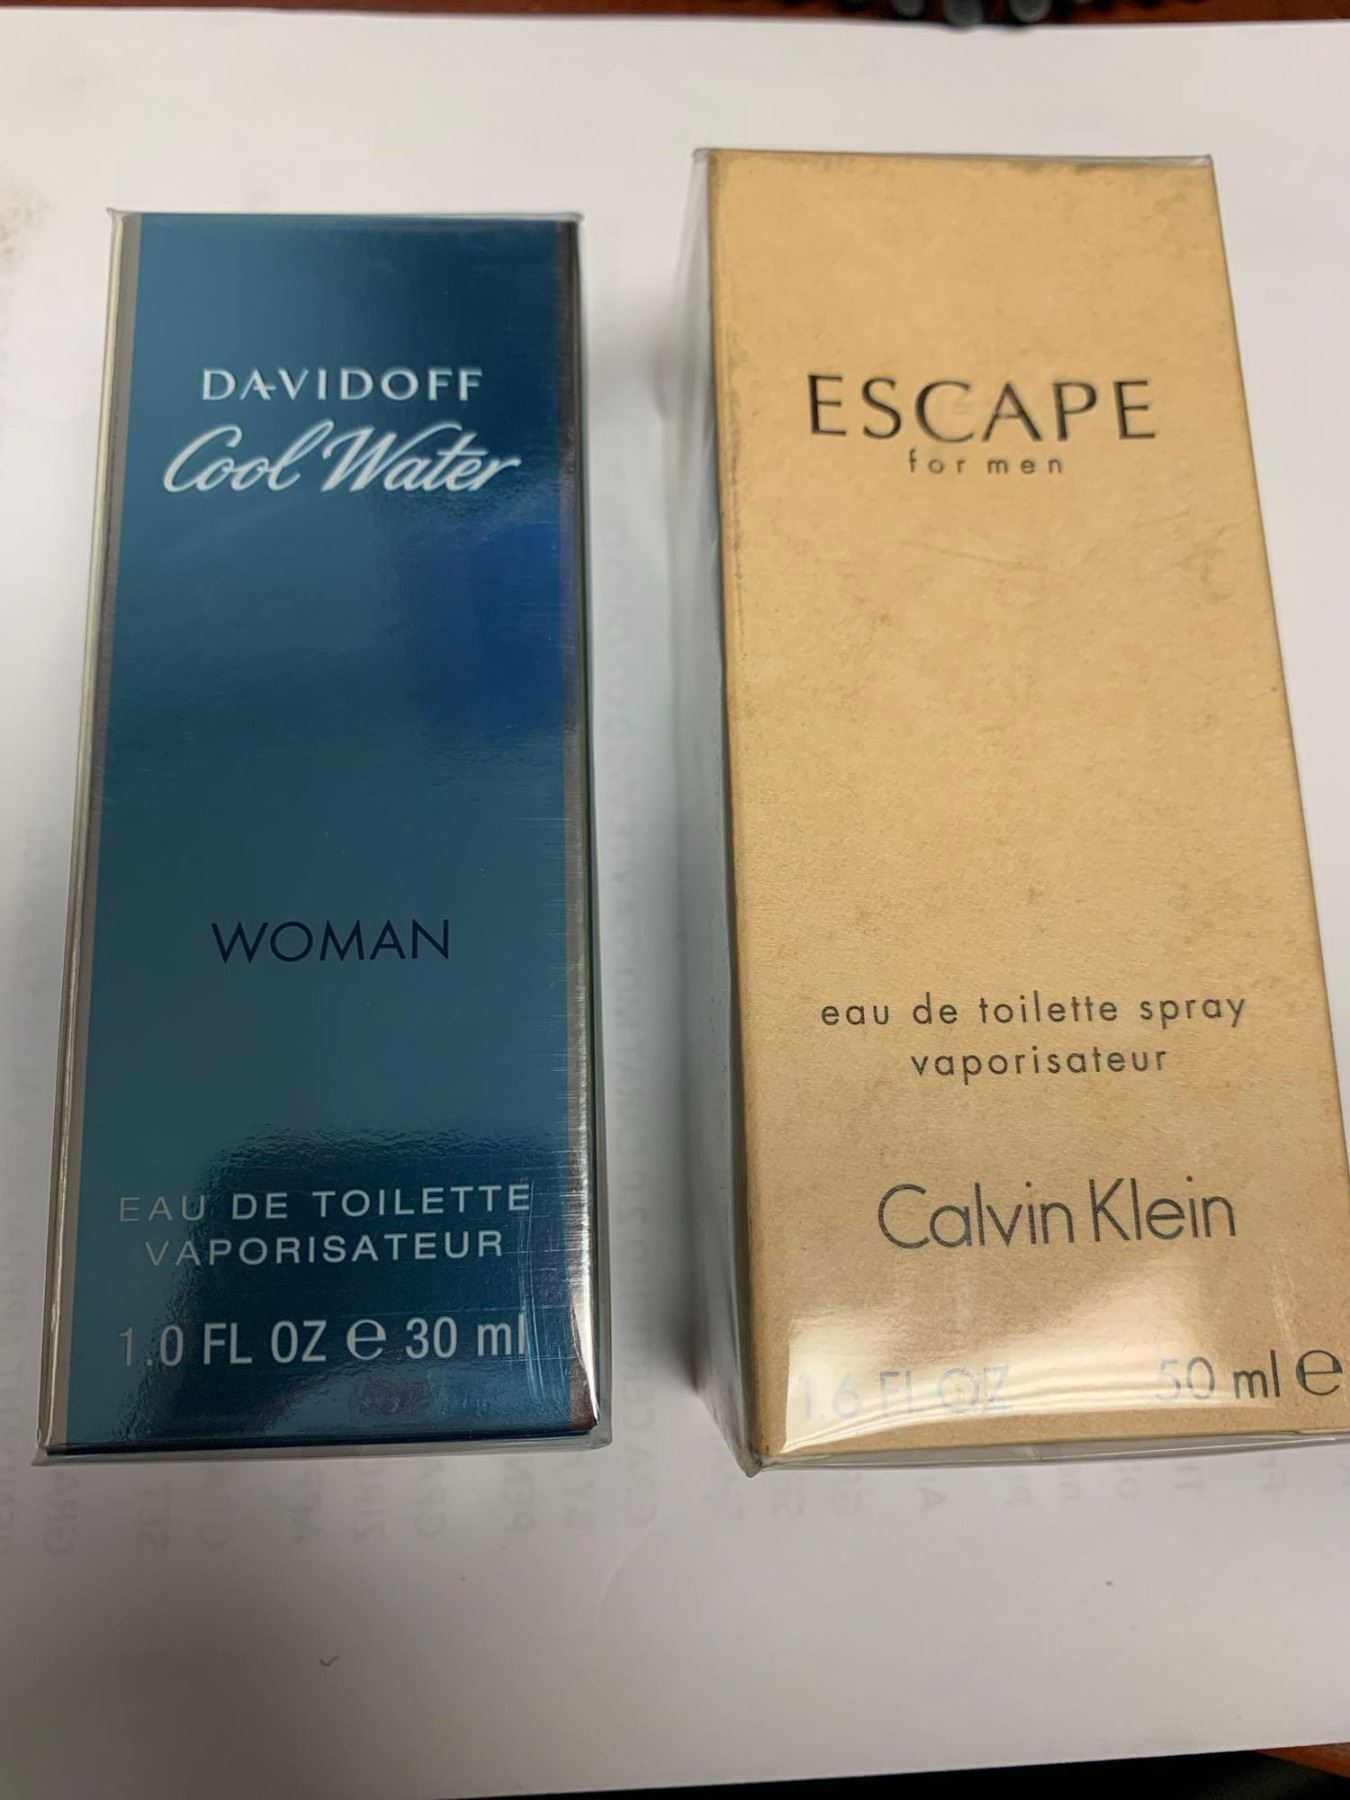 DAVIDOFF
Cool Water
WOMAN
EAU DE TOILETTE
VAPORISATEUR
1.0 FL OZ e 30 ml
ESCAPE
for men
eau de toilette spray
vaporisateur
Calvin Klein
1.6 FL OZ 50 ml e